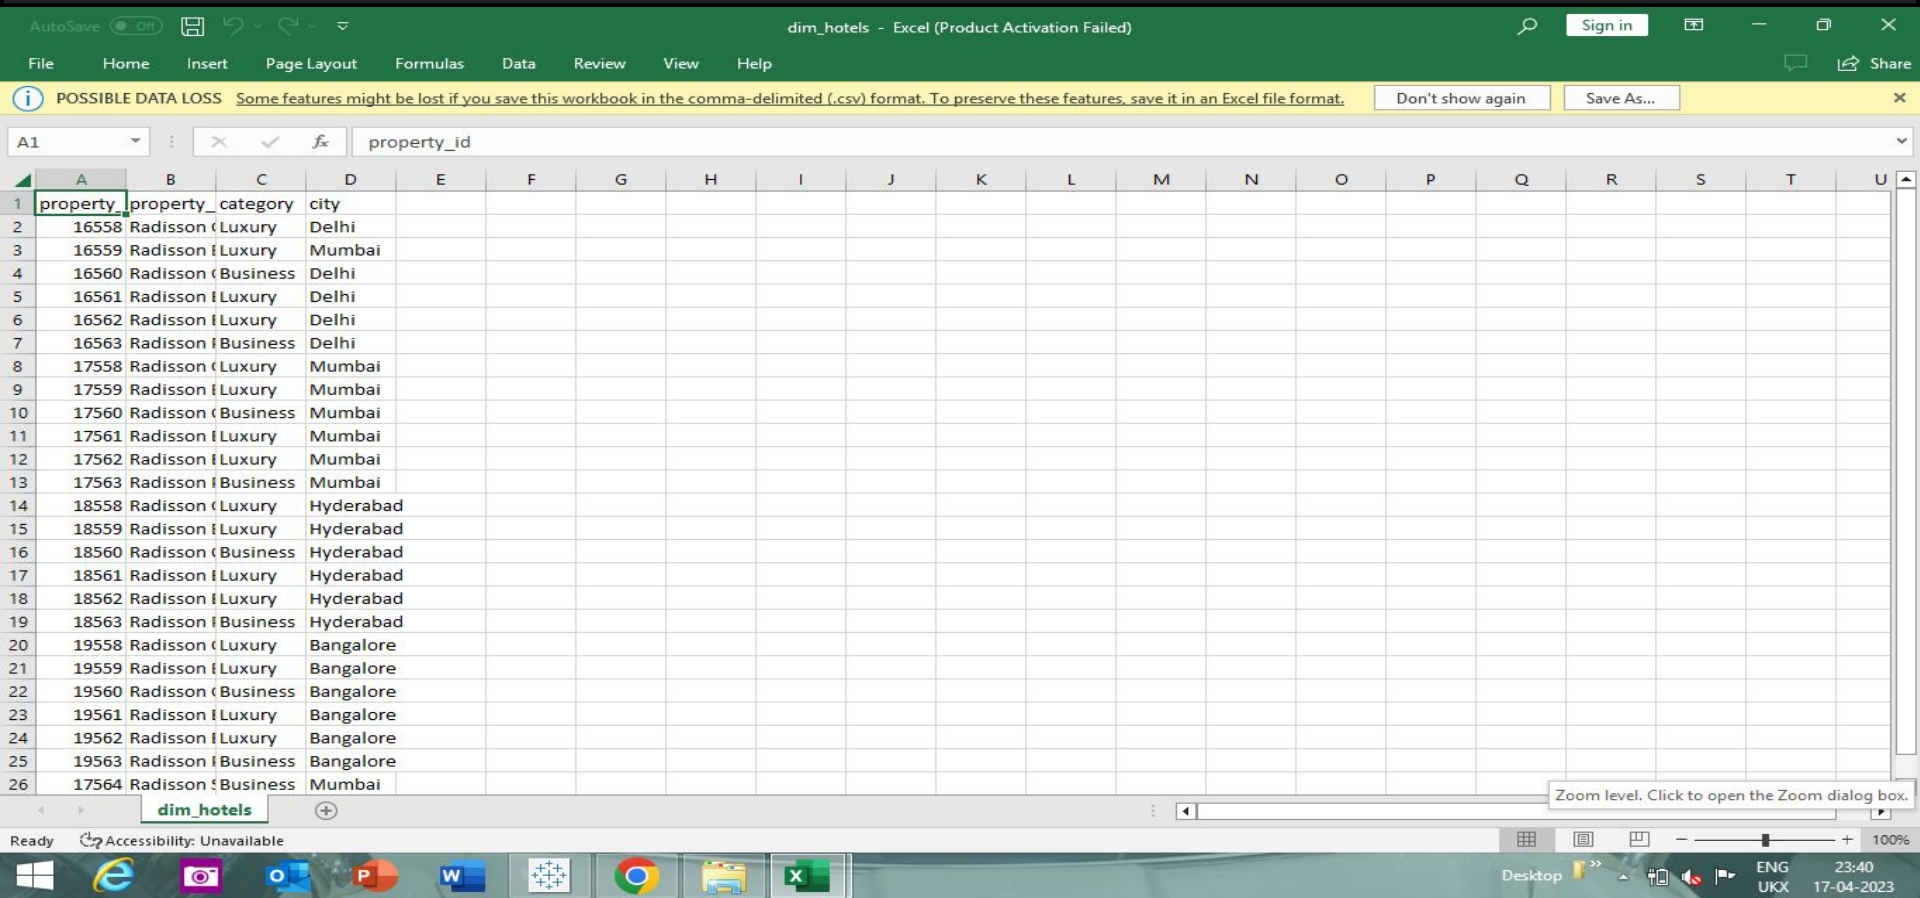 AutoSave Off dim_hotels - Excel (Product Activation Failed) Sign in
File Home Insert Page Layout Formulas Data Review View Help Share
POSSIBLE DATA LOSS Some features might be lost if you save this workbook in the comma-delimited (.csv) format. To preserve these features, save it in an Excel file format. Don't show again Save As...
A1 fx property_id
A B C D E F G H I J K L M N O P Q R S T U
1 property_ property_ category city
2 16558 Radisson Luxury Delhi
3 16559 Radisson Luxury Mumbai
4 16560 Radisson Business Delhi
5 16561 Radisson Luxury Delhi
6 16562 Radisson Luxury Delhi
7 16563 Radisson Business Delhi
8 17558 Radisson Luxury Mumbai
9 17559 Radisson Luxury Mumbai
10 17560 Radisson Business Mumbai
11 17561 Radisson Luxury Mumbai
12 17562 Radisson Luxury Mumbai
13 17563 Radisson Business Mumbai
14 18558 Radisson Luxury Hyderabad
15 18559 Radisson Luxury Hyderabad
16 18560 Radisson Business Hyderabad
17 18561 Radisson Luxury Hyderabad
18 18562 Radisson Luxury Hyderabad
19 18563 Radisson Business Hyderabad
20 19558 Radisson Luxury Bangalore
21 19559 Radisson Luxury Bangalore
22 19560 Radisson Business Bangalore
23 19561 Radisson Luxury Bangalore
24 19562 Radisson Luxury Bangalore
25 19563 Radisson Business Bangalore
26 17564 Radisson Business Mumbai
Zoom level. Click to open the Zoom dialog box.
dim_hotels
Ready Accessibility: Unavailable 100%
Desktop ENG 23:40
UKX 17-04-2023